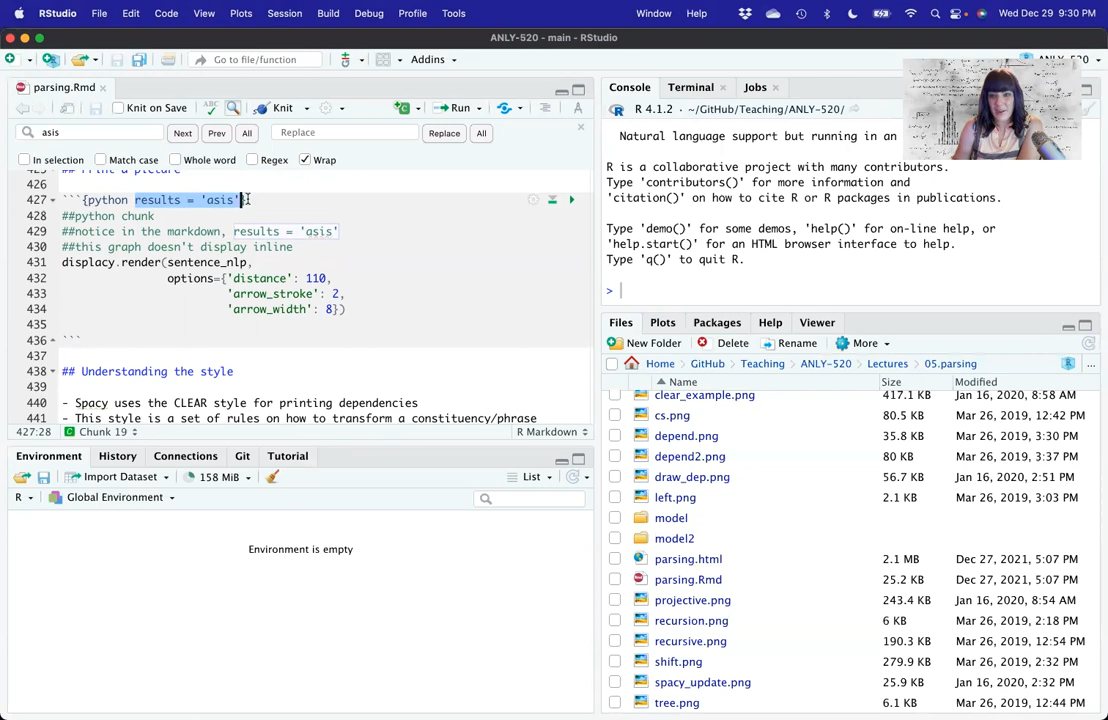 RStudio File Edit Code View Plots Session Build Debug Profile Tools Window Help Wed Dec 29 9:30 PM
ANLY-520 - main - RStudio
Go to file/function Addins
parsing.Rmd
Knit on Save ABC Knit Run
asis Next Prev All Replace Replace All
In selection Match case Whole word Regex Wrap
426
427 ```{python results = 'asis'}
428 ##python chunk
429 ##notice in the markdown, results = 'asis'
430 ##this graph doesn't display inline
431 displacy.render(sentence_nlp,
432 options={'distance': 110,
433 'arrow_stroke': 2,
434 'arrow_width': 8})
435
436 ```
437
438 ## Understanding the style
439
440 - Spacy uses the CLEAR style for printing dependencies
441 - This style is a set of rules on how to transform a constituency/phrase
427:28 Chunk 19 R Markdown
Environment History Connections Git Tutorial
Import Dataset 158 MiB List
R Global Environment
Environment is empty
Console Terminal Jobs
R 4.1.2 · ~/GitHub/Teaching/ANLY-520/
Natural language support but running in an
R is a collaborative project with many contributors.
Type 'contributors()' for more information and
'citation()' on how to cite R or R packages in publications.
Type 'demo()' for some demos, 'help()' for on-line help, or
'help.start()' for an HTML browser interface to help.
Type 'q()' to quit R.
>
Files Plots Packages Help Viewer
New Folder Delete Rename More
Home GitHub Teaching ANLY-520 Lectures 05.parsing ...
Name Size Modified
clear_example.png 417.1 KB Jan 16, 2020, 8:58 AM
cs.png 80.5 KB Mar 26, 2019, 12:42 PM
depend.png 35.8 KB Mar 26, 2019, 3:30 PM
depend2.png 80 KB Mar 26, 2019, 3:37 PM
draw_dep.png 56.7 KB Jan 16, 2020, 2:51 PM
left.png 2.1 KB Mar 26, 2019, 3:03 PM
model
model2
parsing.html 2.1 MB Dec 27, 2021, 5:07 PM
parsing.Rmd 25.2 KB Dec 27, 2021, 5:07 PM
projective.png 243.4 KB Jan 16, 2020, 8:54 AM
recursion.png 6 KB Mar 26, 2019, 2:18 PM
recursive.png 190.3 KB Mar 26, 2019, 12:54 PM
shift.png 279.9 KB Mar 26, 2019, 2:32 PM
spacy_update.png 25.9 KB Jan 16, 2020, 2:32 PM
tree.png 6.1 KB Mar 26, 2019, 12:44 PM